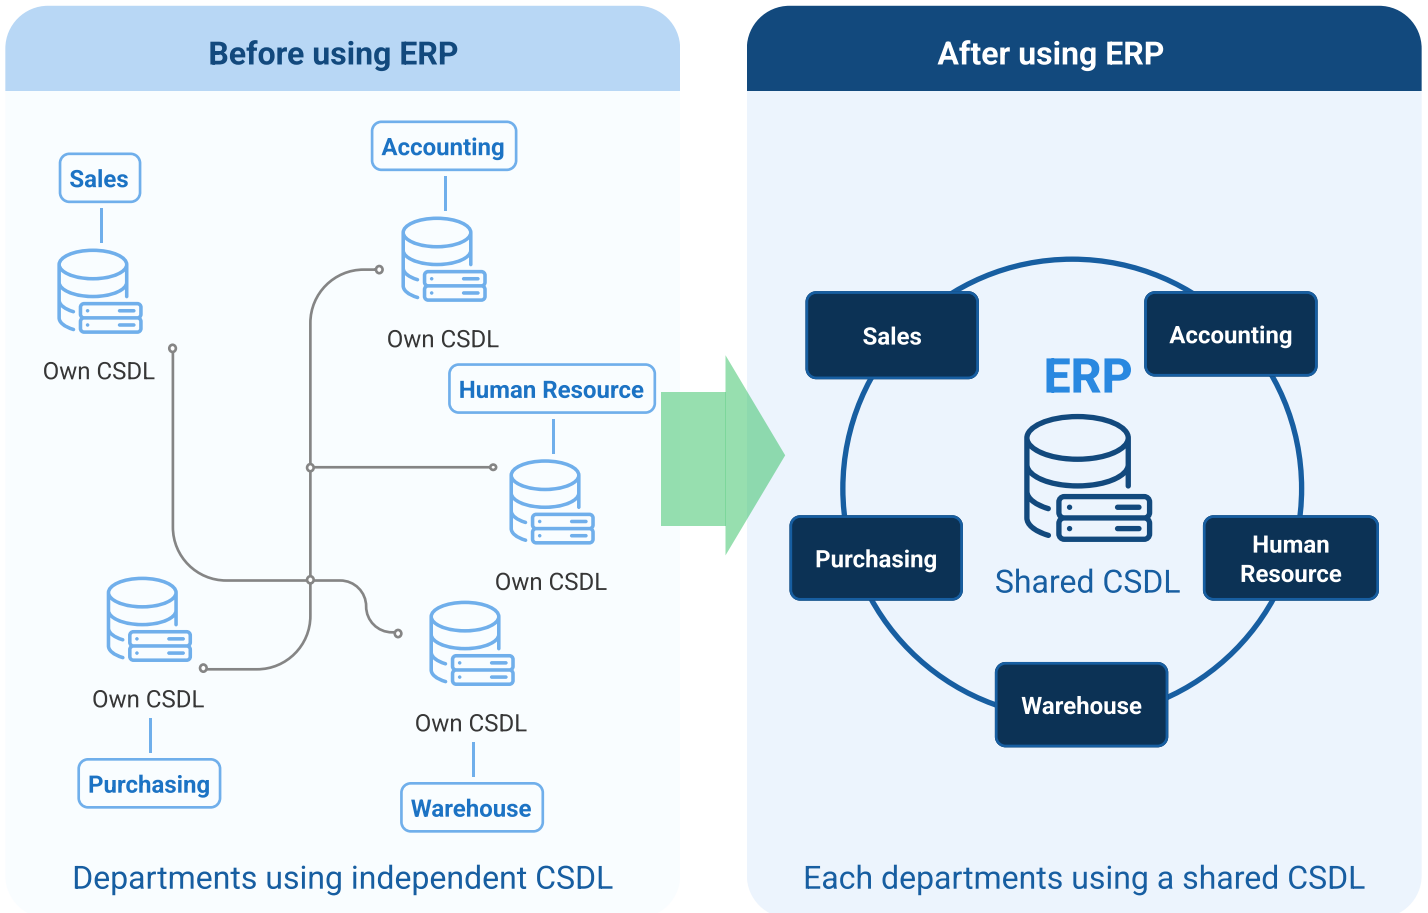 Before using ERP
Sales
Own CSDL
Accounting
Own CSDL
Human Resource
Own CSDL
Own CSDL
Purchasing
Own CSDL
Warehouse
Departments using independent CSDL
After using ERP
Sales
Accounting
ERP
Shared CSDL
Purchasing
Human
Resource
Warehouse
Each departments using a shared CSDL